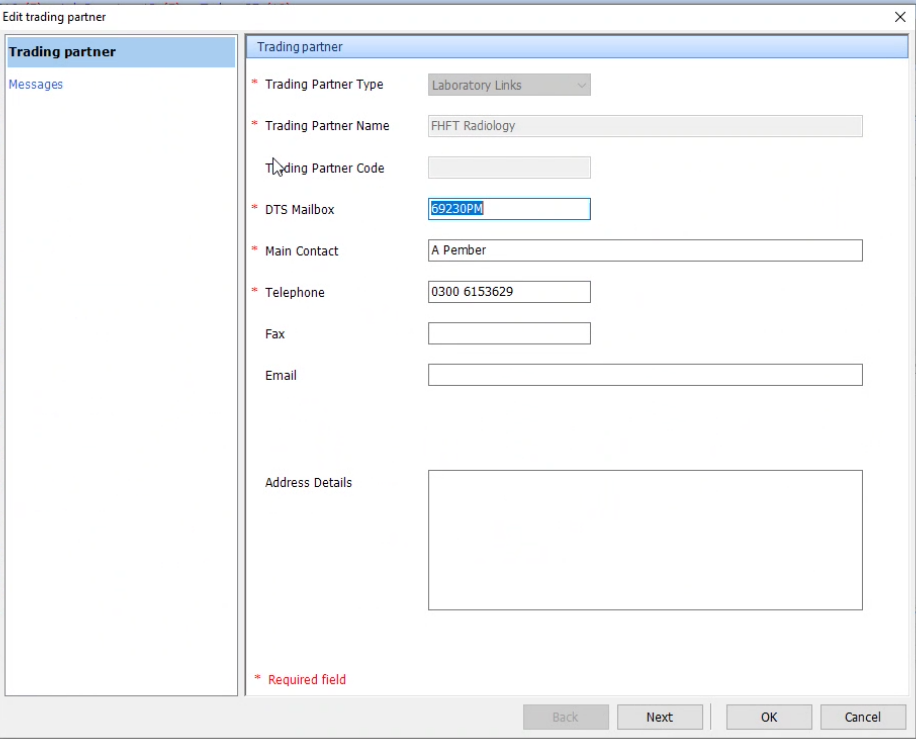 Edit trading partner
Trading partner
Messages
Trading partner
* Trading Partner Type Laboratory Links
* Trading Partner Name FHFT Radiology
Trading Partner Code
* DTS Mailbox 69230PM
* Main Contact A Pember
* Telephone 0300 6153629
Fax
Email
Address Details
* Required field
Back Next OK Cancel